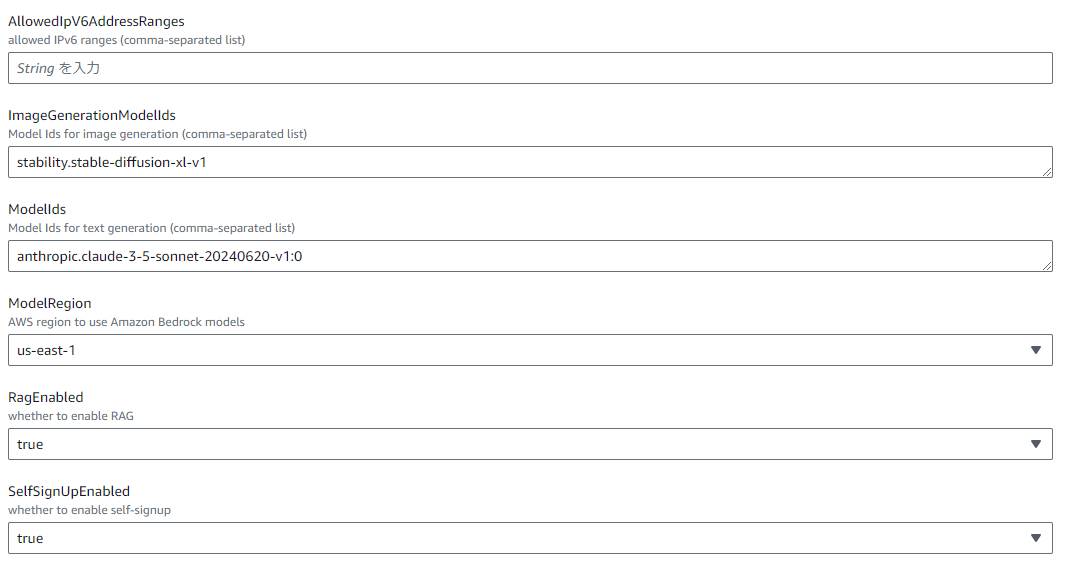 AllowedIpV6AddressRanges
allowed IPv6 ranges (comma-separated list)
String を入力
ImageGenerationModelIds
Model Ids for image generation (comma-separated list)
stability.stable-diffusion-xl-v1
ModelIds
Model Ids for text generation (comma-separated list)
anthropic.claude-3-5-sonnet-20240620-v1:0
ModelRegion
AWS region to use Amazon Bedrock models
us-east-1
RagEnabled
whether to enable RAG
true
SelfSignUpEnabled
whether to enable self-signup
true